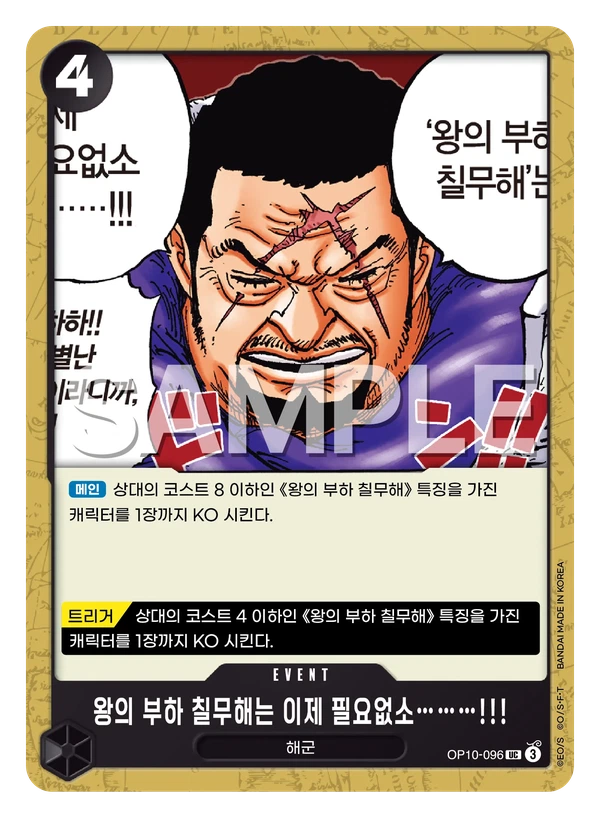 4
요없소
……!!!
‘왕의 부하
칠무해’는
하하!!
별난
이라니까,
SAMPLE
메인 상대의 코스트 8 이하인 《왕의 부하 칠무해》 특징을 가진
캐릭터를 1장까지 KO 시킨다.
트리거 상대의 코스트 4 이하인 《왕의 부하 칠무해》 특징을 가진
캐릭터를 1장까지 KO 시킨다.
EVENT
왕의 부하 칠무해는 이제 필요없소………!!!
해군
OP10-096 UC 3
©E.O/S ©O/S·F·T BANDAI MADE IN KOREA